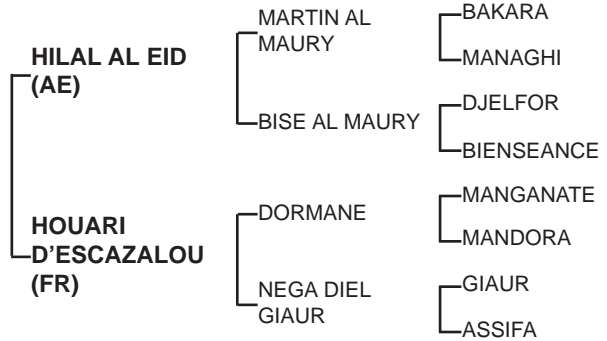 HILAL AL EID
(AE)
HOUARI
D'ESCAZALOU
(FR)
MARTIN AL
MAURY
BISE AL MAURY
DORMANE
NEGA DIEL
GIAUR
BAKARA
MANAGHI
DJELFOR
BIENSEANCE
MANGANATE
MANDORA
GIAUR
ASSIFA